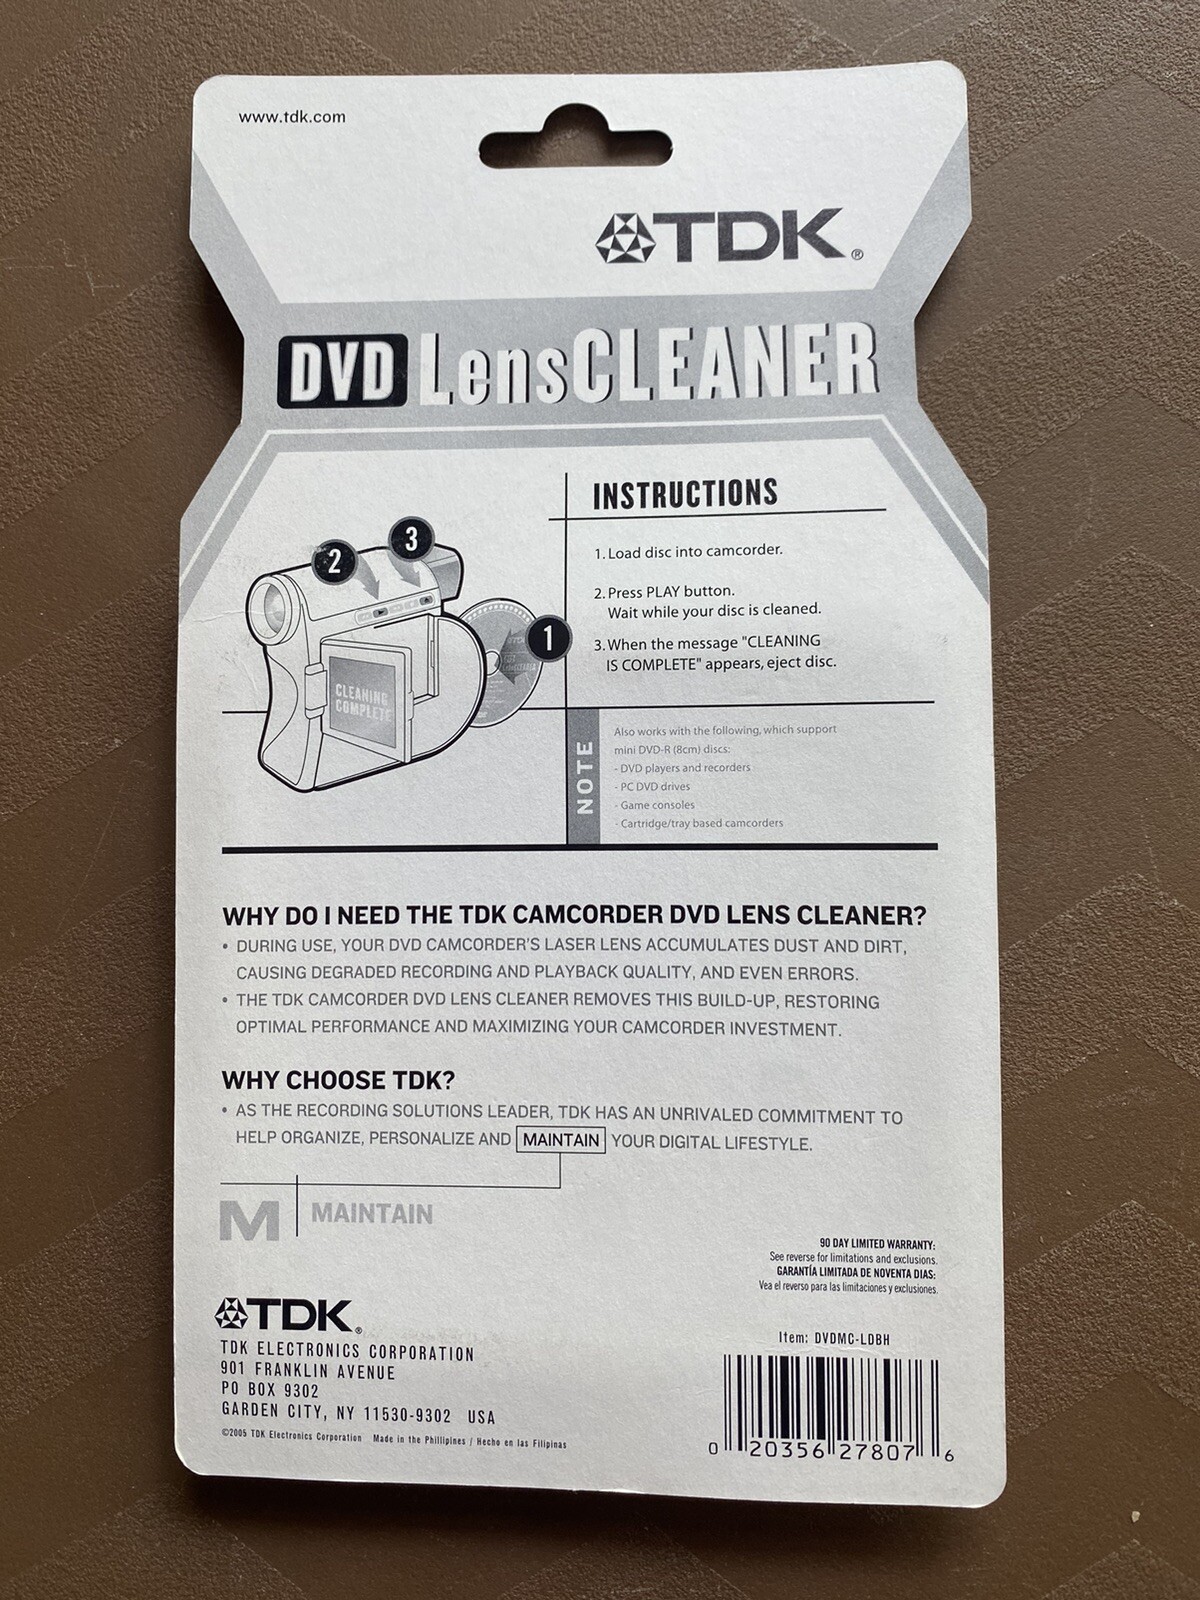 www.tdk.com
TDK®
DVD LensCLEANER
2
3
1
CLEANING
COMPLETE
INSTRUCTIONS
1. Load disc into camcorder.
2. Press PLAY button.
Wait while your disc is cleaned.
3. When the message "CLEANING
IS COMPLETE" appears, eject disc.
NOTE
Also works with the following, which support
mini DVD-R (8cm) discs:
- DVD players and recorders
- PC DVD drives
- Game consoles
- Cartridge/tray based camcorders
WHY DO I NEED THE TDK CAMCORDER DVD LENS CLEANER?
• DURING USE, YOUR DVD CAMCORDER'S LASER LENS ACCUMULATES DUST AND DIRT,
CAUSING DEGRADED RECORDING AND PLAYBACK QUALITY, AND EVEN ERRORS.
• THE TDK CAMCORDER DVD LENS CLEANER REMOVES THIS BUILD-UP, RESTORING
OPTIMAL PERFORMANCE AND MAXIMIZING YOUR CAMCORDER INVESTMENT.
WHY CHOOSE TDK?
• AS THE RECORDING SOLUTIONS LEADER, TDK HAS AN UNRIVALED COMMITMENT TO
HELP ORGANIZE, PERSONALIZE AND MAINTAIN YOUR DIGITAL LIFESTYLE.
M MAINTAIN
90 DAY LIMITED WARRANTY:
See reverse for limitations and exclusions.
GARANTÍA LIMITADA DE NOVENTA DIAS:
Vea el reverso para las limitaciones y exclusiones.
TDK®
TDK ELECTRONICS CORPORATION
901 FRANKLIN AVENUE
PO BOX 9302
GARDEN CITY, NY 11530-9302 USA
©2005 TDK Electronics Corporation Made in the Phillipines / Hecho en las Filipinas
Item: DVDMC-LDBH
0 20356 27807 6